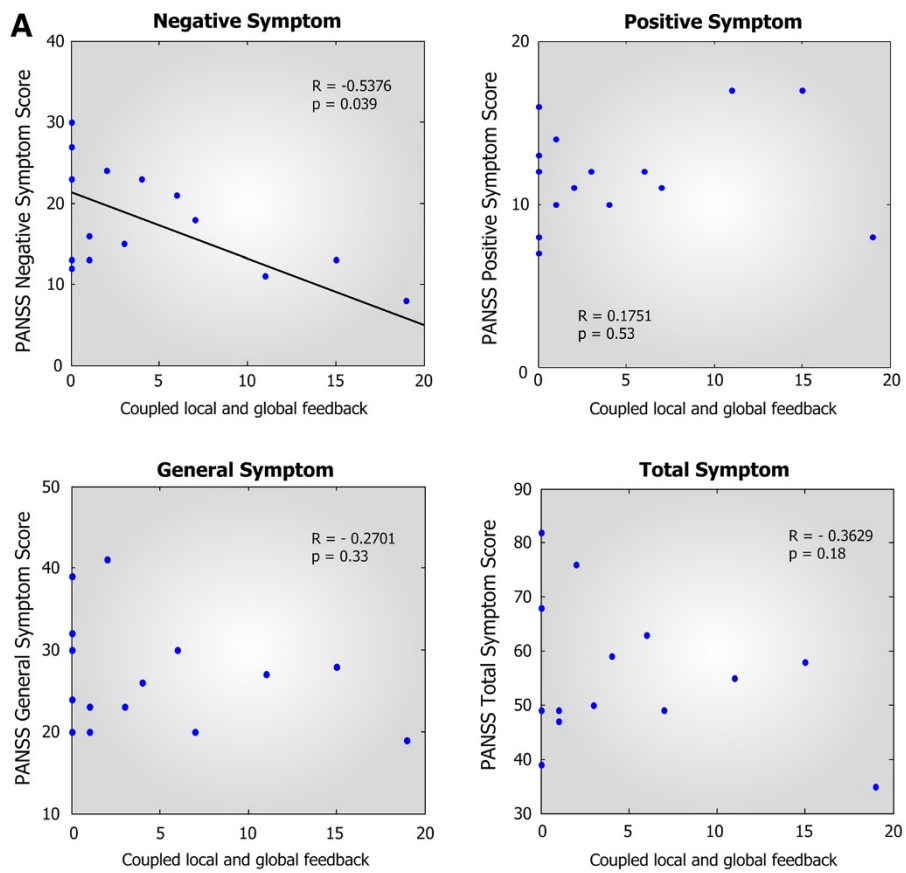 A
Negative Symptom
PANSS Negative Symptom Score
40
30
20
10
0
R = -0.5376
p = 0.039
0 5 10 15 20
Coupled local and global feedback
Positive Symptom
PANSS Positive Symptom Score
20
10
0
R = 0.1751
p = 0.53
0 5 10 15 20
Coupled local and global feedback
General Symptom
PANSS General Symptom Score
50
40
30
20
10
R = - 0.2701
p = 0.33
0 5 10 15 20
Coupled local and global feedback
Total Symptom
PANSS Total Symptom Score
90
80
70
60
50
40
30
R = - 0.3629
p = 0.18
0 5 10 15 20
Coupled local and global feedback